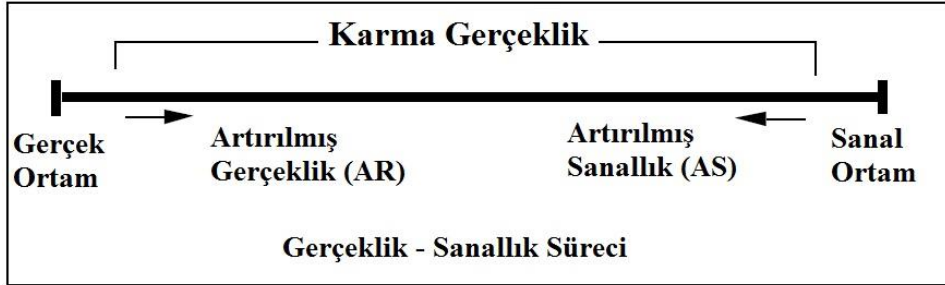 Karma Gerçeklik
Gerçek
Ortam
Artırılmış
Gerçeklik (AR)
Artırılmış
Sanallık (AS)
Sanal
Ortam
Gerçeklik - Sanallık Süreci